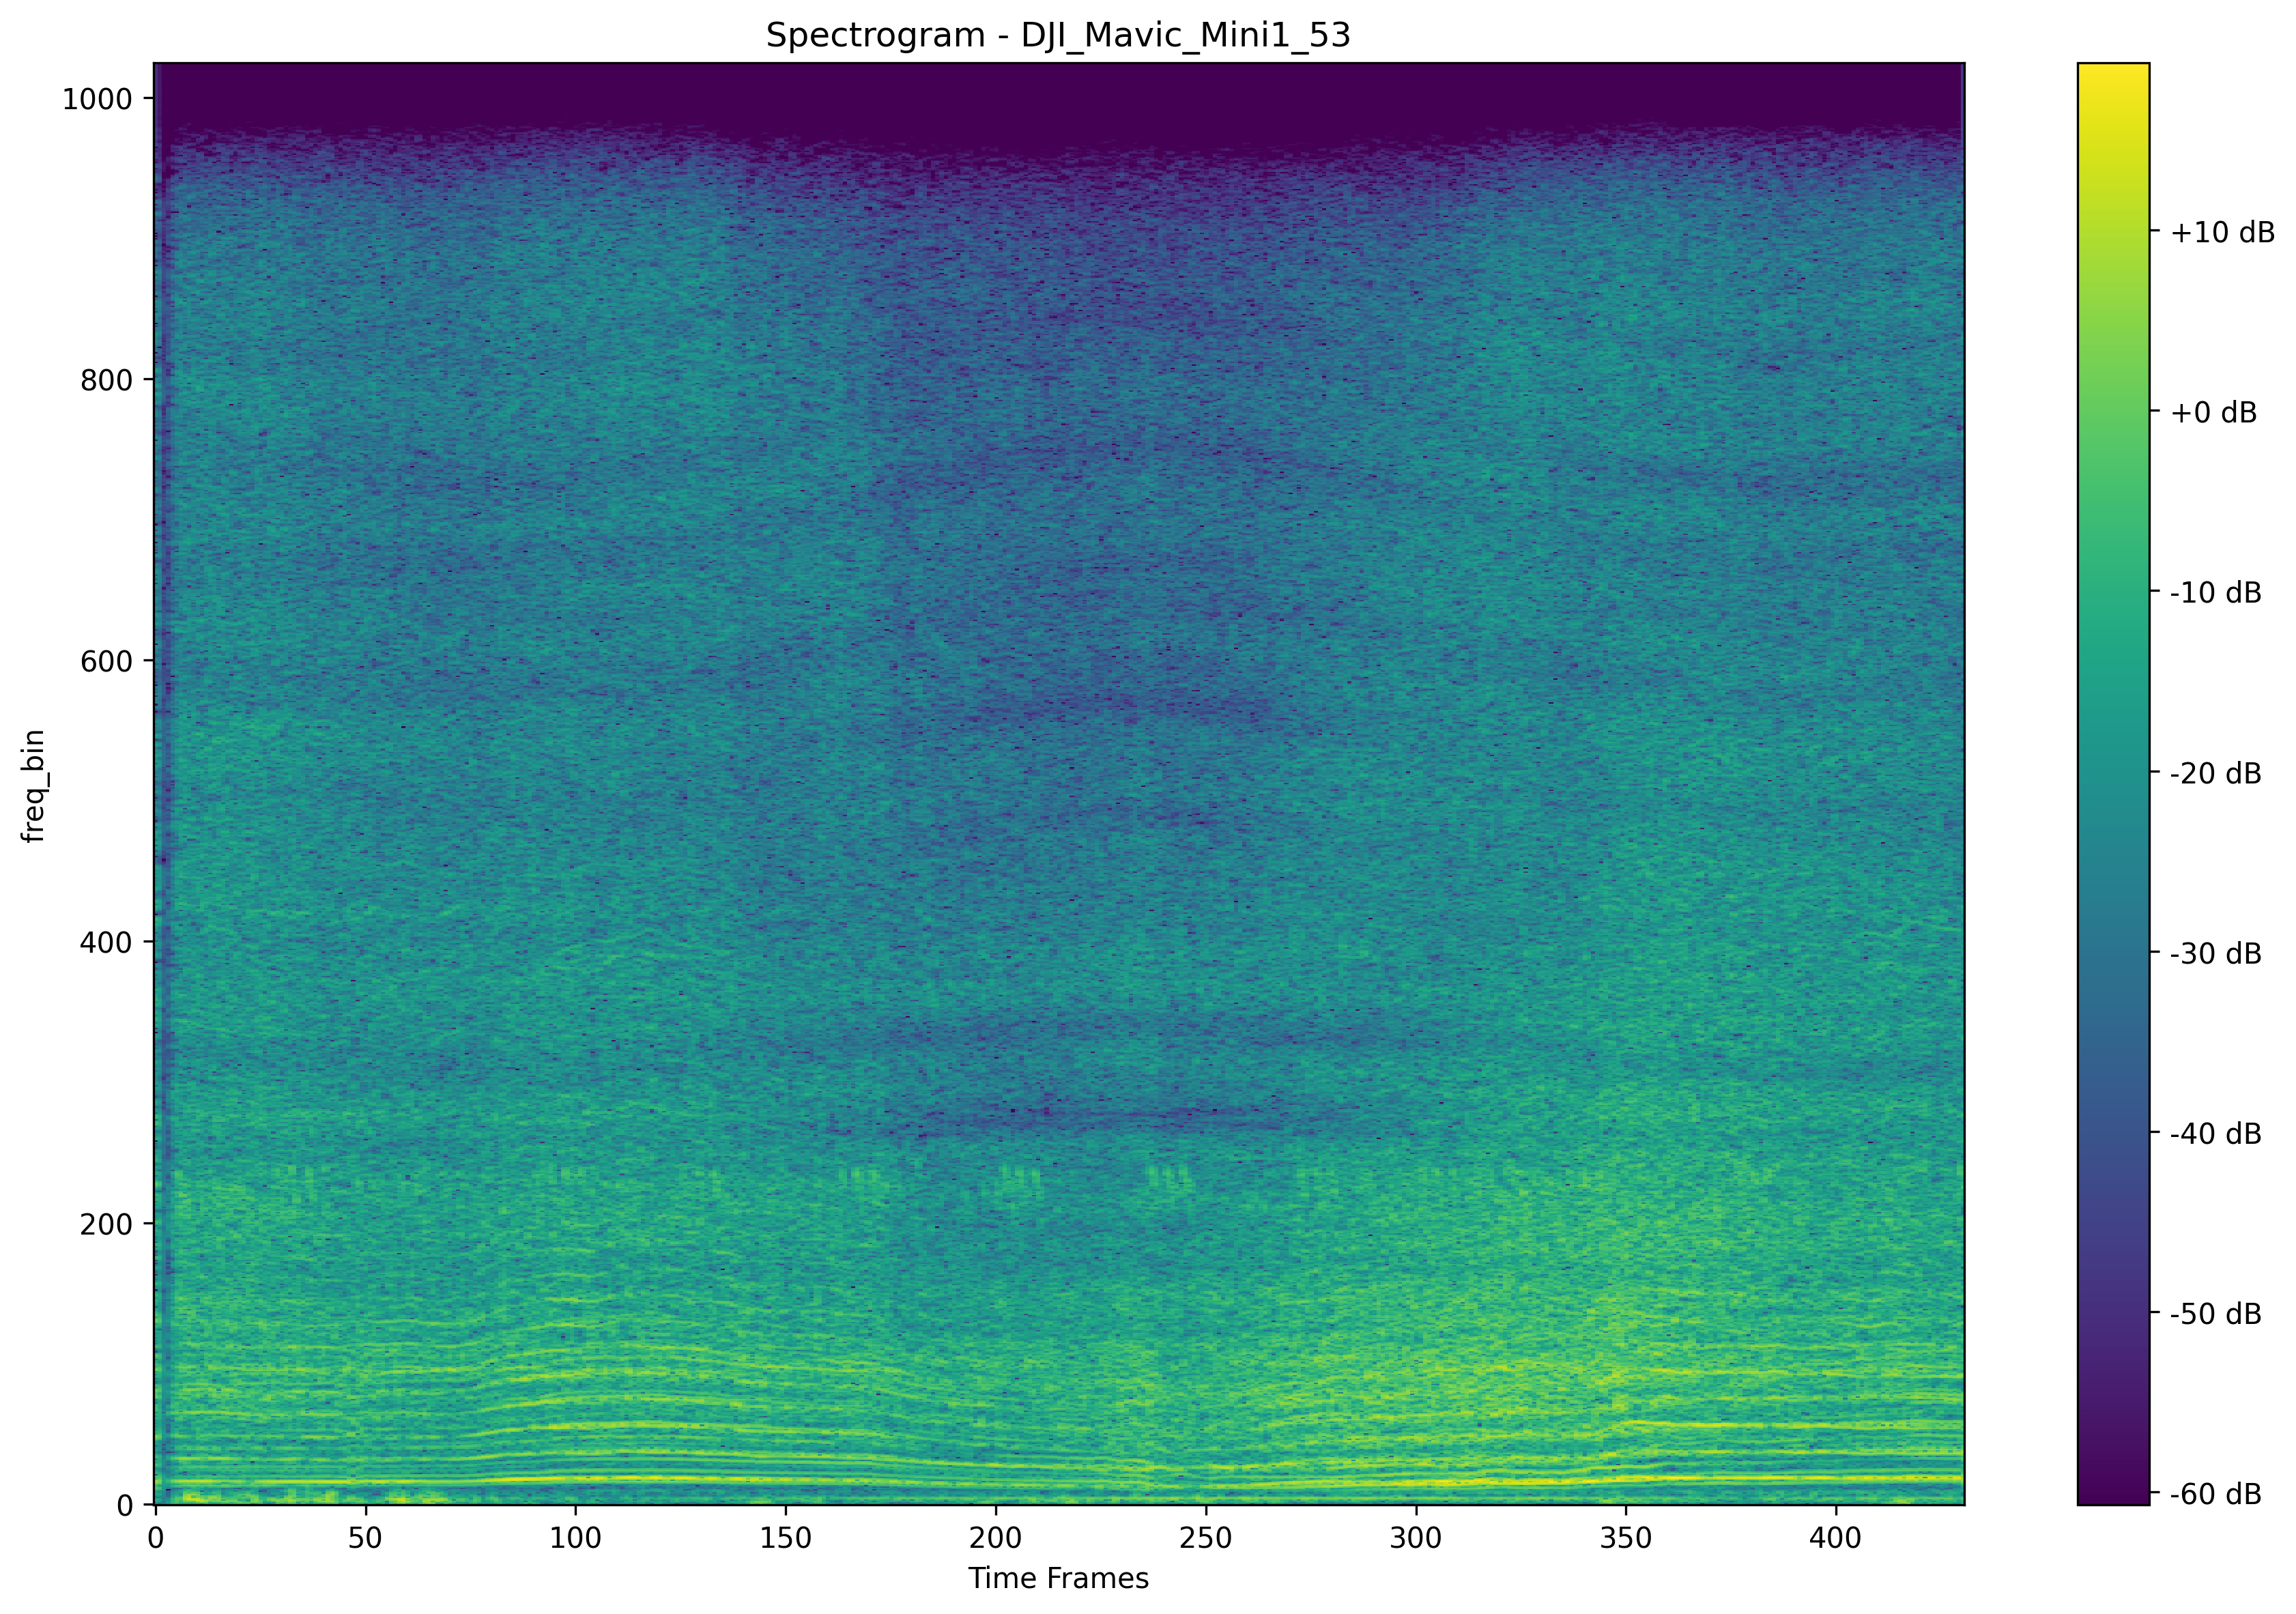 Spectrogram - DJI_Mavic_Mini1_53
1000
800
600
400
200
0
freq_bin
0 50 100 150 200 250 300 350 400
Time Frames
+10 dB
+0 dB
-10 dB
-20 dB
-30 dB
-40 dB
-50 dB
-60 dB